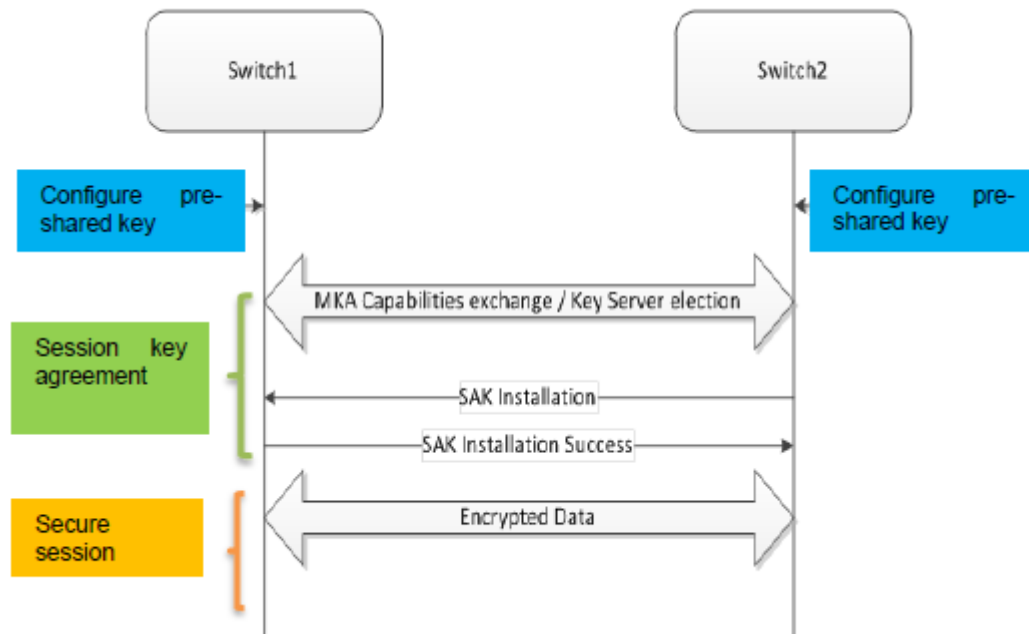 Switch1
Switch2
Configure pre-
shared key
Configure pre-
shared key
MKA Capabilities exchange / Key Server election
Session key
agreement
SAK Installation
SAK Installation Success
Secure
session
Encrypted Data